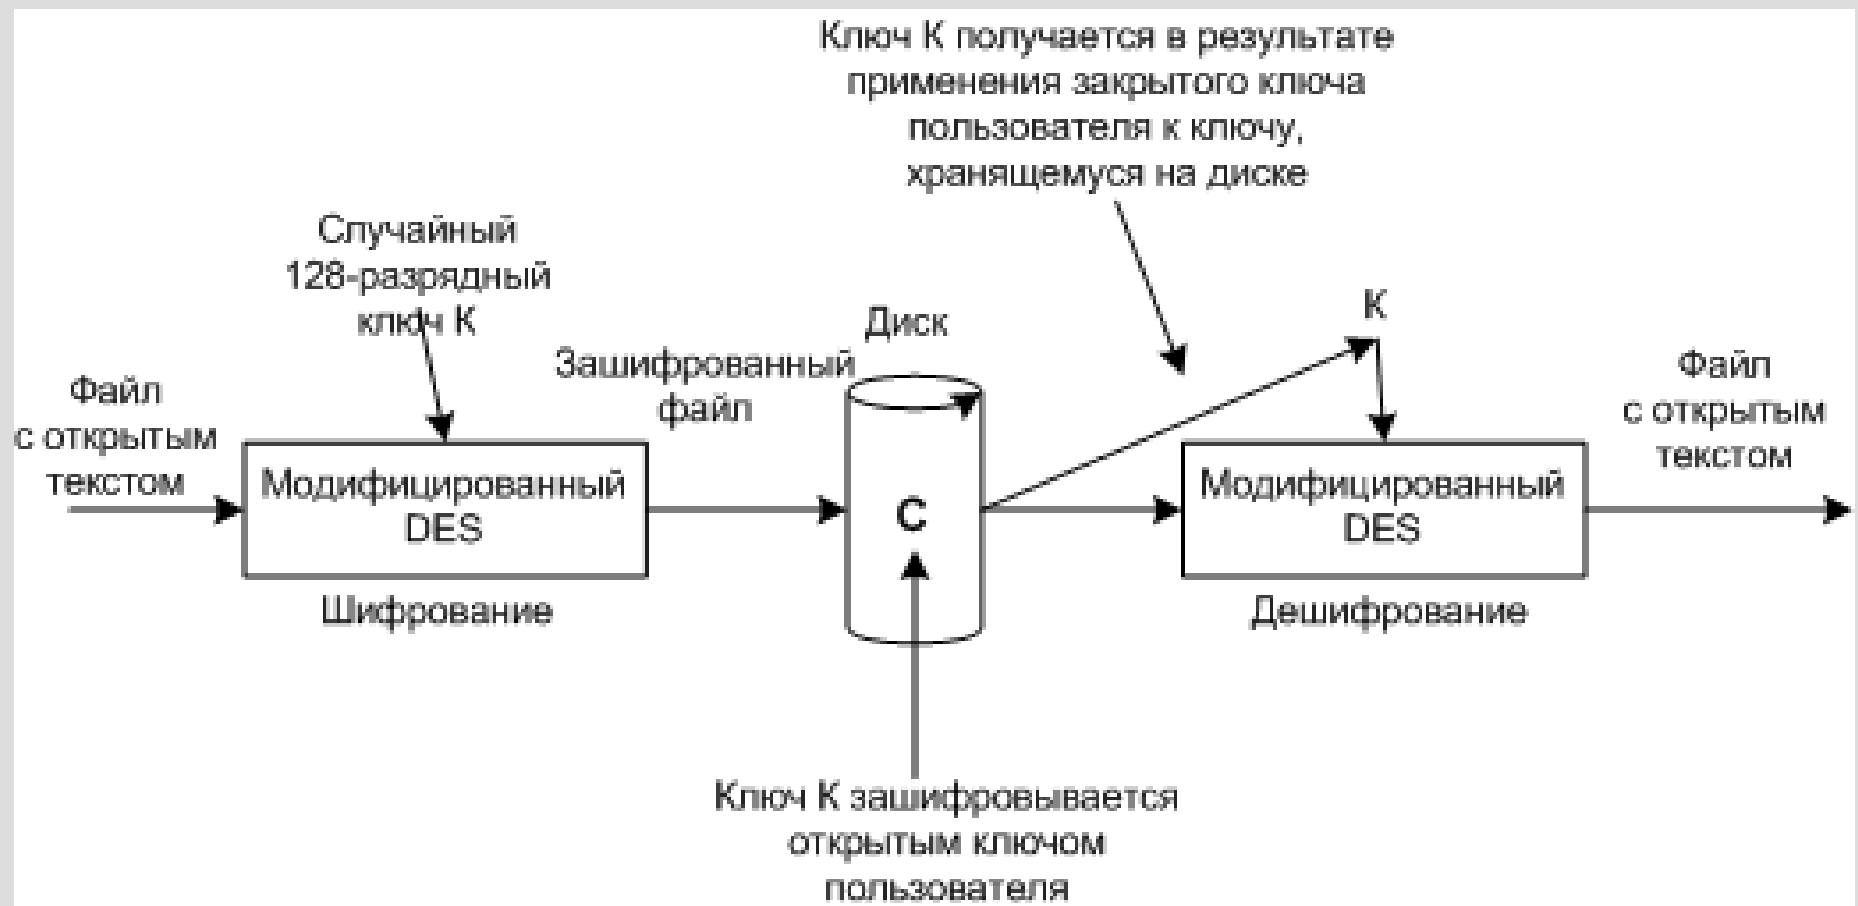 Ключ К получается в результате
применения закрытого ключа
пользователя к ключу,
хранящемуся на диске
Случайный
128-разрядный
ключ К
Диск
К
Зашифрованный
файл
Файл
с открытым
текстом
Файл
с открытым
текстом
Модифицированный
DES
С
Модифицированный
DES
Шифрование
Дешифрование
Ключ К зашифровывается
открытым ключом
пользователя